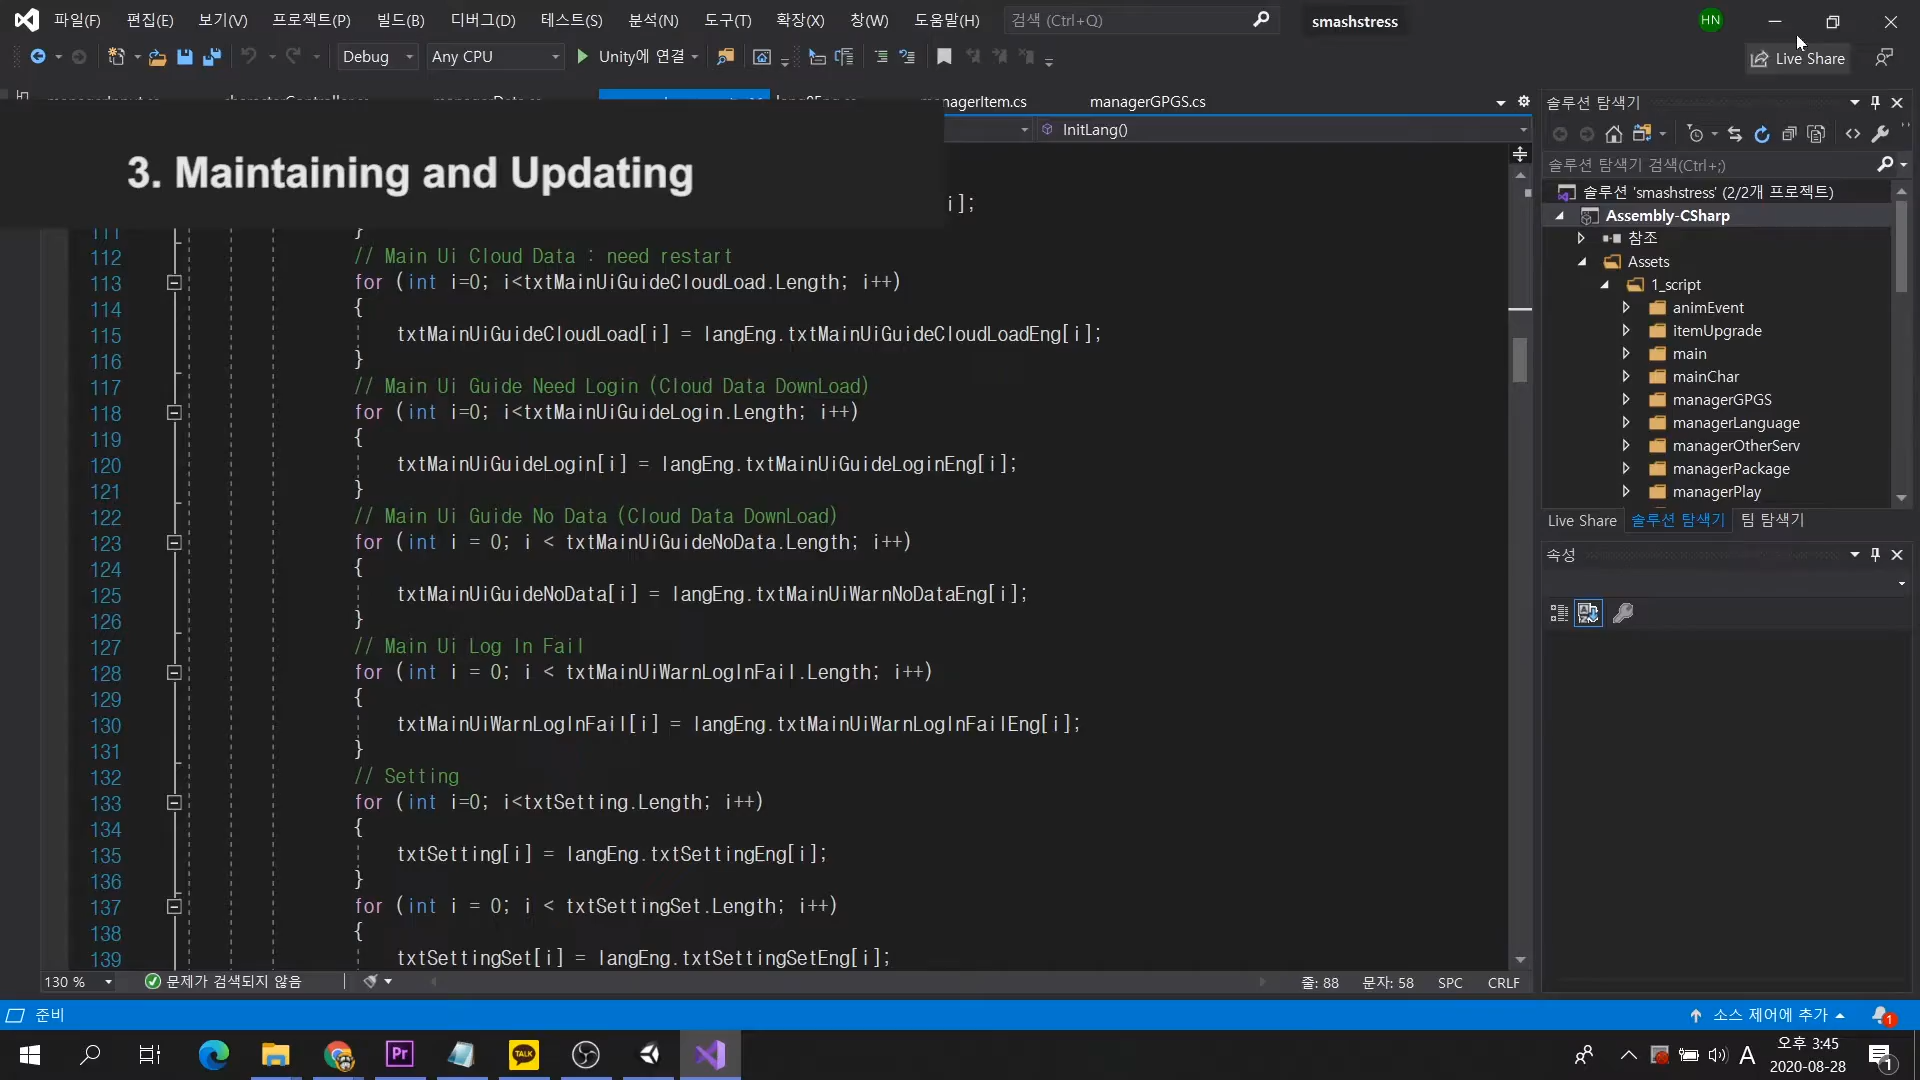 파일(F) 편집(E) 보기(V) 프로젝트(P) 빌드(B) 디버그(D) 테스트(S) 분석(N) 도구(T) 확장(X) 창(W) 도움말(H) 검색 (Ctrl+Q) smashstress HN
Debug Any CPU Unity에 연결 Live Share
managerItem.cs managerGPGS.cs
InitLang()
3. Maintaining and Updating
i];
111 }
112 // Main Ui Cloud Data : need restart
113 for (int i=0; i<txtMainUiGuideCloudLoad.Length; i++)
114 {
115 txtMainUiGuideCloudLoad[i] = langEng.txtMainUiGuideCloudLoadEng[i];
116 }
117 // Main Ui Guide Need Login (Cloud Data DownLoad)
118 for (int i=0; i<txtMainUiGuideLogin.Length; i++)
119 {
120 txtMainUiGuideLogin[i] = langEng.txtMainUiGuideLoginEng[i];
121 }
122 // Main Ui Guide No Data (Cloud Data DownLoad)
123 for (int i = 0; i < txtMainUiGuideNoData.Length; i++)
124 {
125 txtMainUiGuideNoData[i] = langEng.txtMainUiWarnNoDataEng[i];
126 }
127 // Main Ui Log In Fail
128 for (int i = 0; i < txtMainUiWarnLogInFail.Length; i++)
129 {
130 txtMainUiWarnLogInFail[i] = langEng.txtMainUiWarnLogInFailEng[i];
131 }
132 // Setting
133 for (int i=0; i<txtSetting.Length; i++)
134 {
135 txtSetting[i] = langEng.txtSettingEng[i];
136 }
137 for (int i = 0; i < txtSettingSet.Length; i++)
138 {
139 txtSettingSet[i] = langEng.txtSettingSetEng[i];
130 % 문제가 검색되지 않음 줄: 88 문자: 58 SPC CRLF
솔루션 탐색기
솔루션 탐색기 검색(Ctrl+;)
솔루션 'smashstress' (2/2개 프로젝트)
Assembly-CSharp
참조
Assets
1_script
animEvent
itemUpgrade
main
mainChar
managerGPGS
managerLanguage
managerOtherServ
managerPackage
managerPlay
Live Share 솔루션 탐색기 팀 탐색기
속성
준비 소스 제어에 추가 1
Pr TALK A 오후 3:45
2020-08-28 1